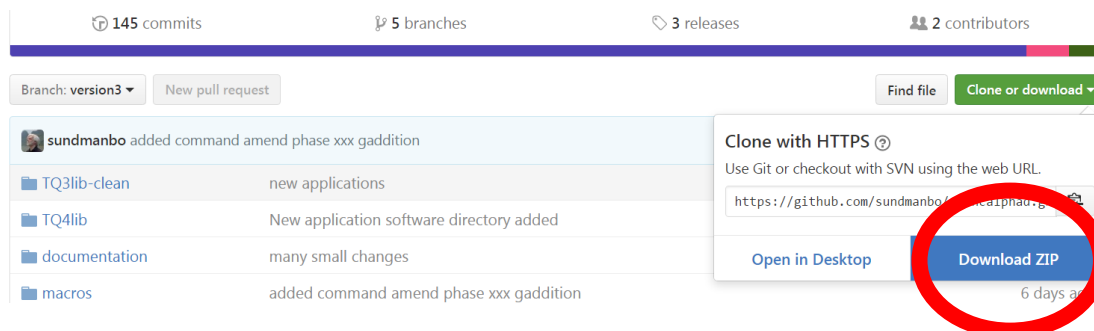 145 commits
5 branches
3 releases
2 contributors
Branch: version3
New pull request
Find file
Clone or download
sundmanbo added command amend phase xxx gaddition
Clone with HTTPS
Use Git or checkout with SVN using the web URL.
TQ3lib-clean new applications
https://github.com/sundmanbo/
TQ4lib New application software directory added
documentation many small changes
Open in Desktop
Download ZIP
macros added command amend phase xxx gaddition
6 days